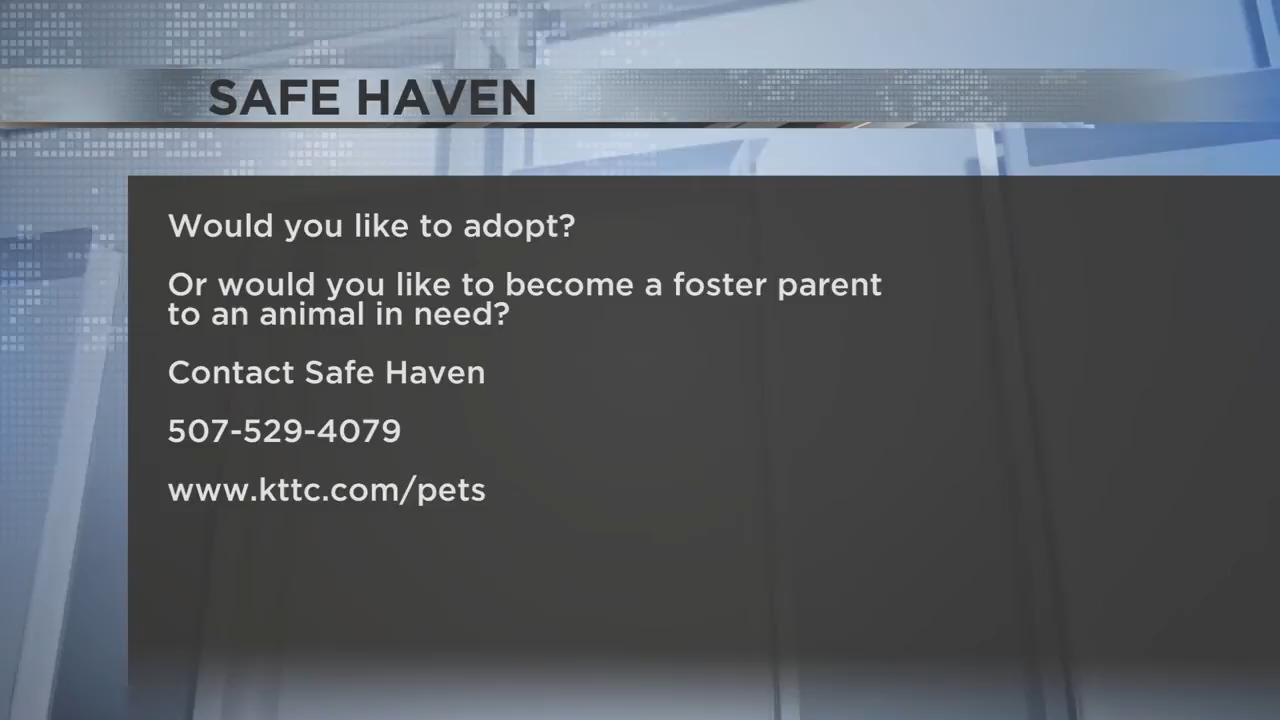 SAFE HAVEN
Would you like to adopt?
Or would you like to become a foster parent
to an animal in need?
Contact Safe Haven
507-529-4079
www.kttc.com/pets